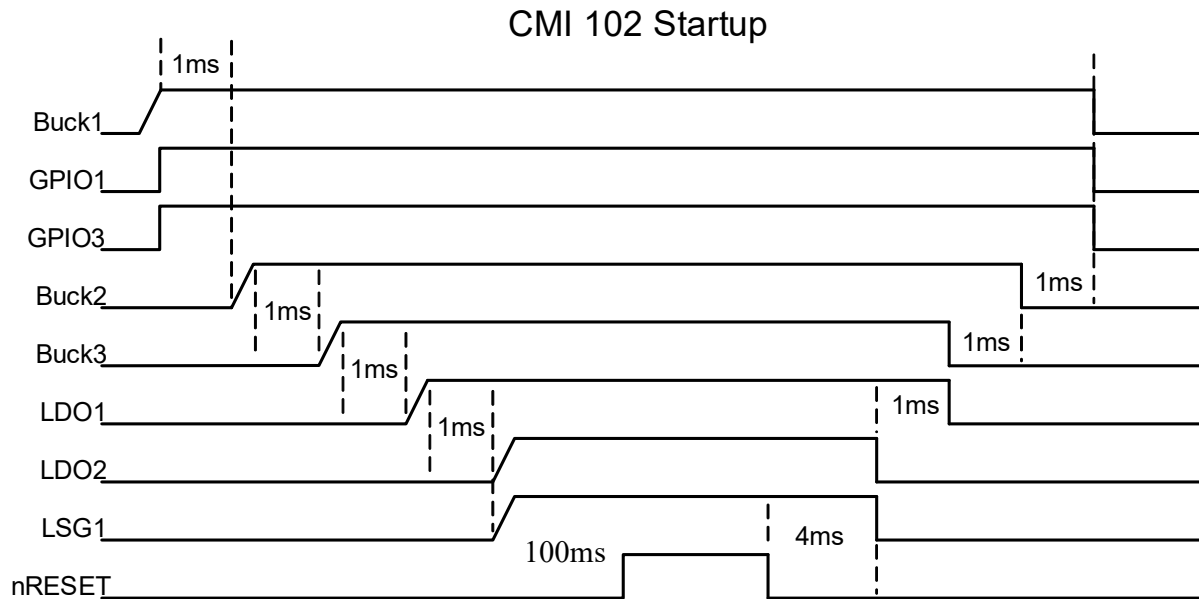 CMI 102 Startup
1ms
Buck1
GPIO1
GPIO3
Buck2
1ms
1ms
Buck3
1ms
1ms
LDO1
1ms
1ms
LDO2
LSG1
100ms
4ms
nRESET